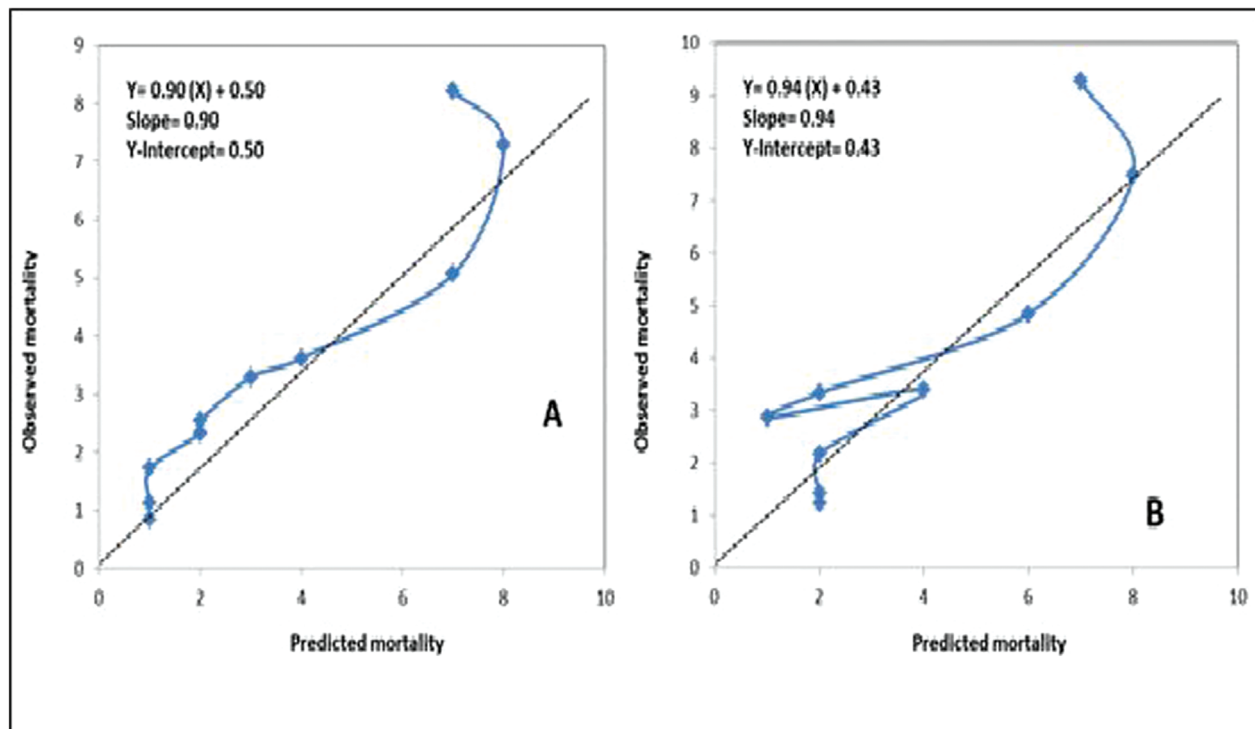 Y= 0.90 (X) + 0.50
Slope= 0.90
Y-Intercept= 0.50
9
8
7
6
5
4
3
2
1
0
0 2 4 6 8 10
Observed mortality
Predicted mortality
A
Y= 0.94 (X) + 0.43
Slope= 0.94
Y-Intercept= 0.43
10
9
8
7
6
5
4
3
2
1
0
0 2 4 6 8 10
Observed mortality
Predicted mortality
B